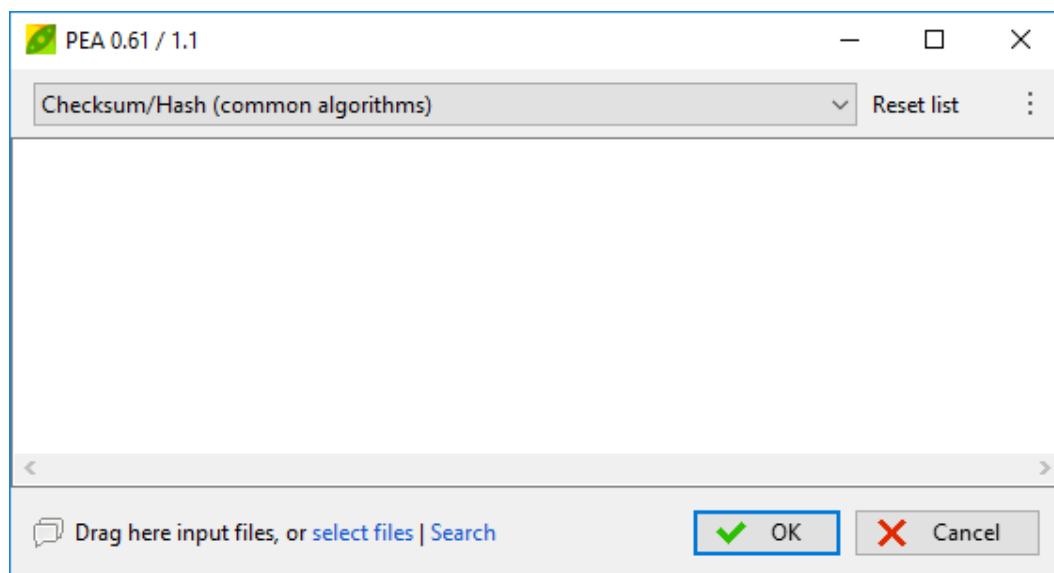 PEA 0.61 / 1.1
Checksum/Hash (common algorithms) Reset list
Drag here input files, or select files | Search OK Cancel